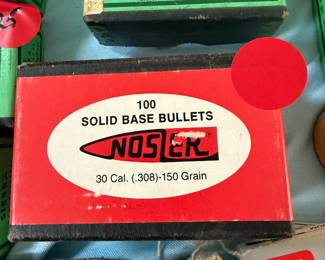 100
SOLID BASE BULLETS
NOSLER
30 Cal. (.308)-150 Grain